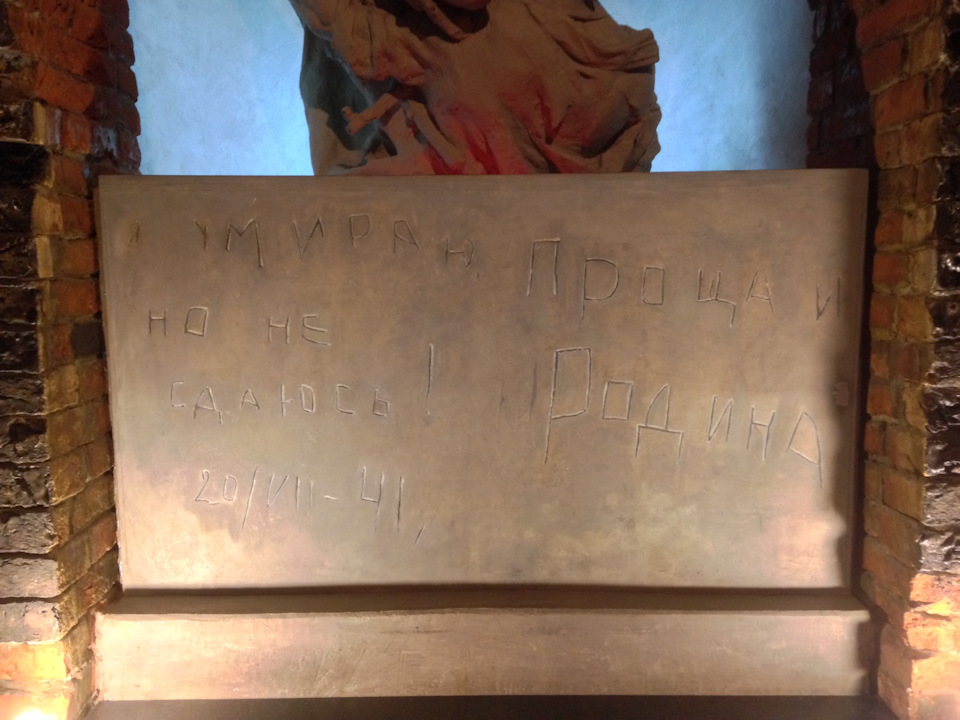 Я УМИРАЮ
НО НЕ
СДАЮСЬ!
20/VII-41,
ПРОЩАИ
РОДИНА